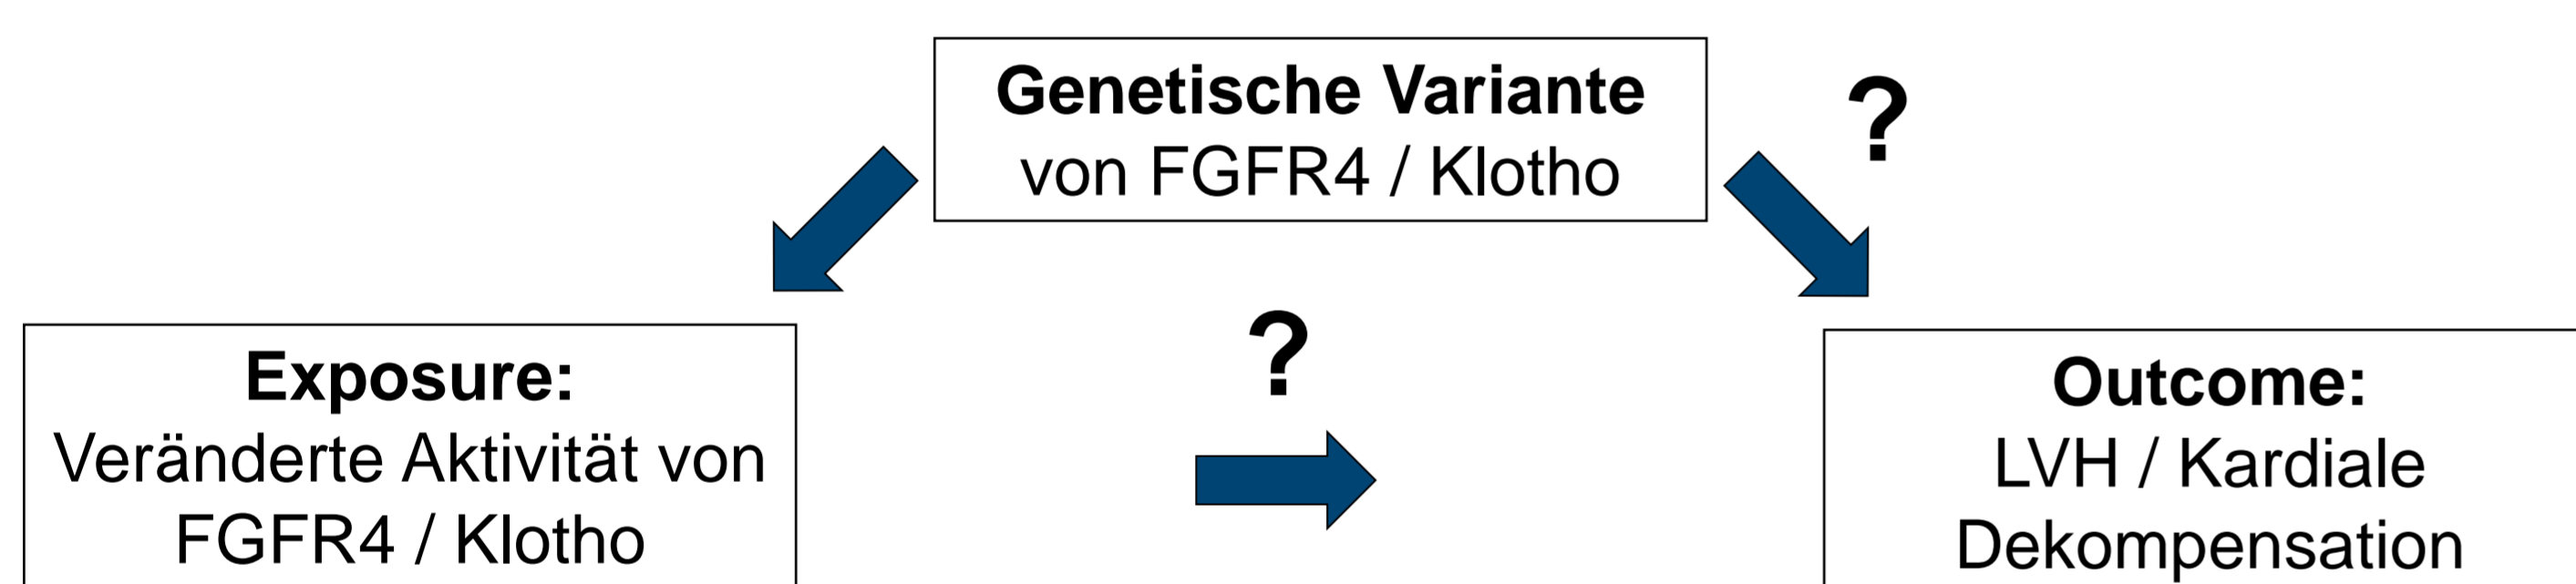 Genetische Variante
von FGFR4 / Klotho
?
?
Exposure:
Veränderte Aktivität von
FGFR4 / Klotho
Outcome:
LVH / Kardiale
Dekompensation